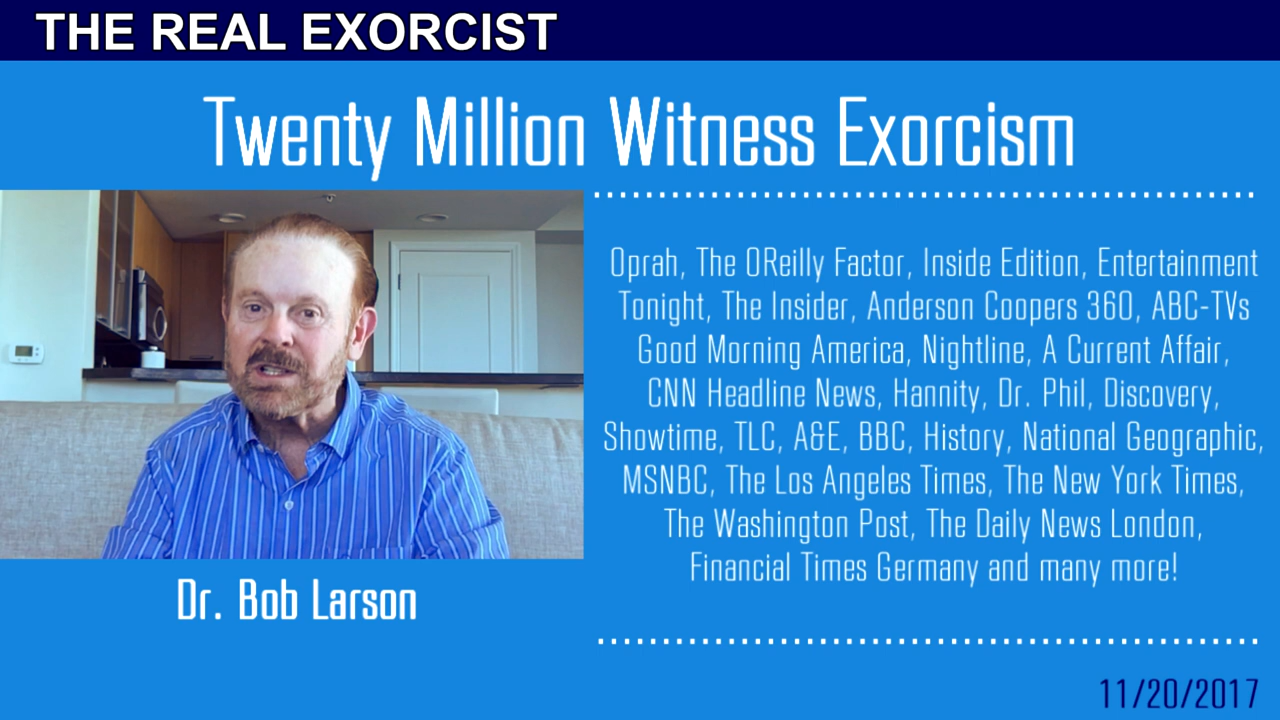 THE REAL EXORCIST
Twenty Million Witness Exorcism
Oprah, The OReilly Factor, Inside Edition, Entertainment
Tonight, The Insider, Anderson Coopers 360, ABC-TVs
Good Morning America, Nightline, A Current Affair,
CNN Headline News, Hannity, Dr. Phil, Discovery,
Showtime, TLC, A&E, BBC, History, National Geographic,
MSNBC, The Los Angeles Times, The New York Times,
The Washington Post, The Daily News London,
Financial Times Germany and many more!
Dr. Bob Larson
11/20/2017